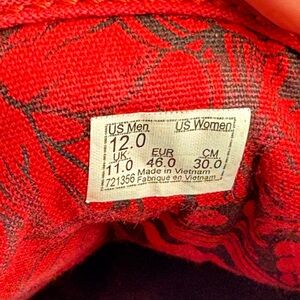 US Men US Women
12.0
UK EUR CM
11.0 46.0 30.0
Made in Vietnam
721356 Fabrique en Vietnam